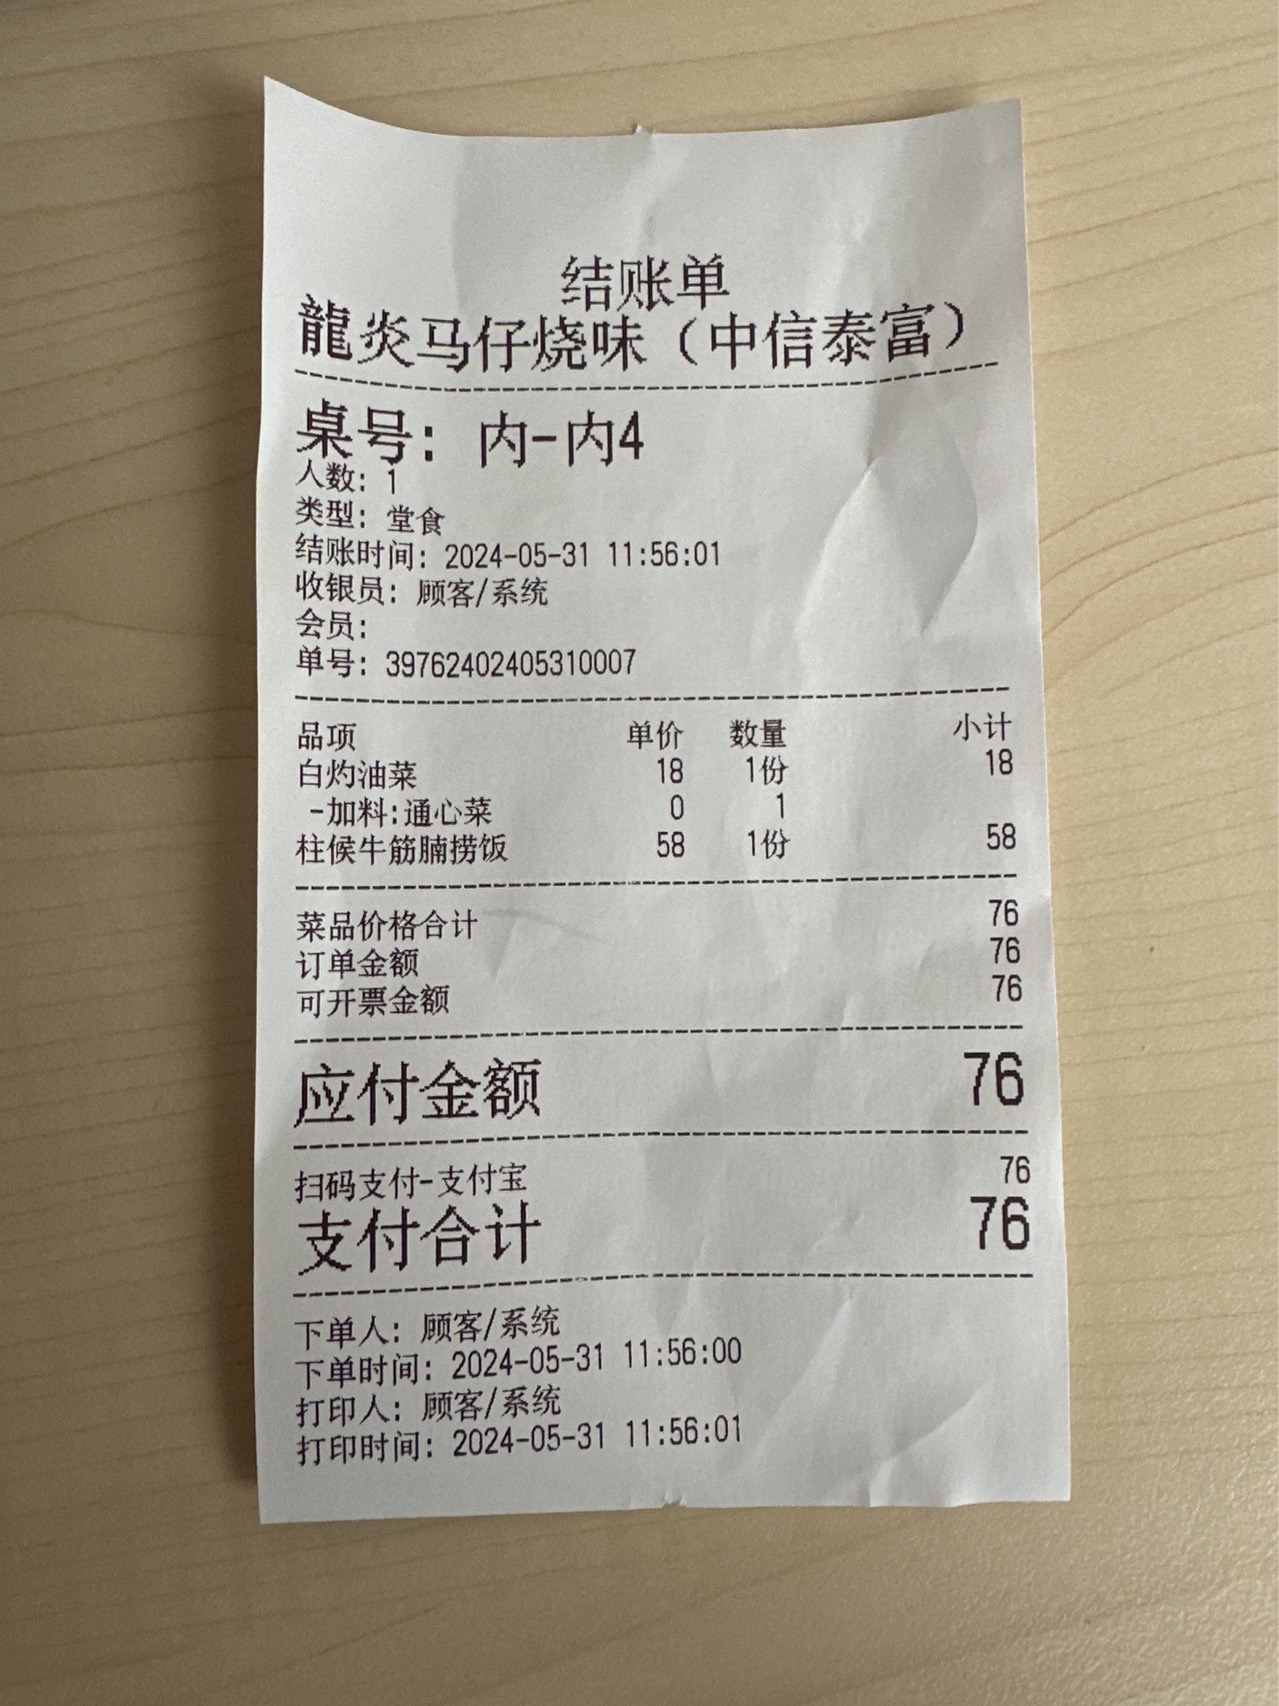 结账单
龍炎马仔烧味（中信泰富）
桌号： 内-内4
人数: 1
类型: 堂食
结账时间: 2024-05-31 11:56:01
收银员: 顾客/系统
会员:
单号: 39762402405310007
品项 单价 数量 小计
白灼油菜 18 1份 18
-加料:通心菜 0 1
柱候牛筋腩捞饭 58 1份 58
菜品价格合计 76
订单金额 76
可开票金额 76
应付金额 76
扫码支付-支付宝 76
支付合计 76
下单人: 顾客/系统
下单时间: 2024-05-31 11:56:00
打印人: 顾客/系统
打印时间: 2024-05-31 11:56:01